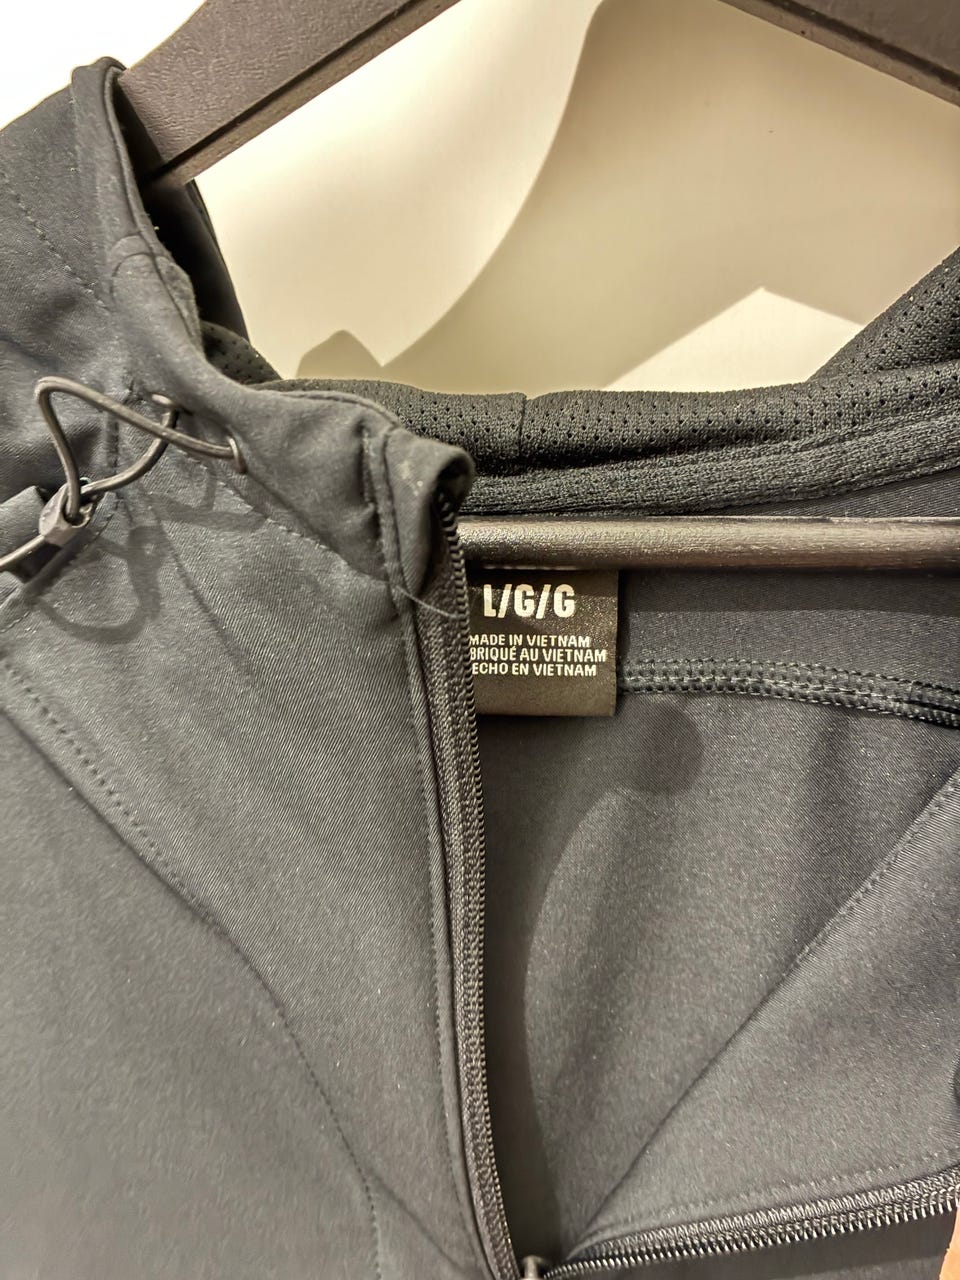 L/G/G
MADE IN VIETNAM
BRIQUÉ AU VIETNAM
ECHO EN VIETNAM